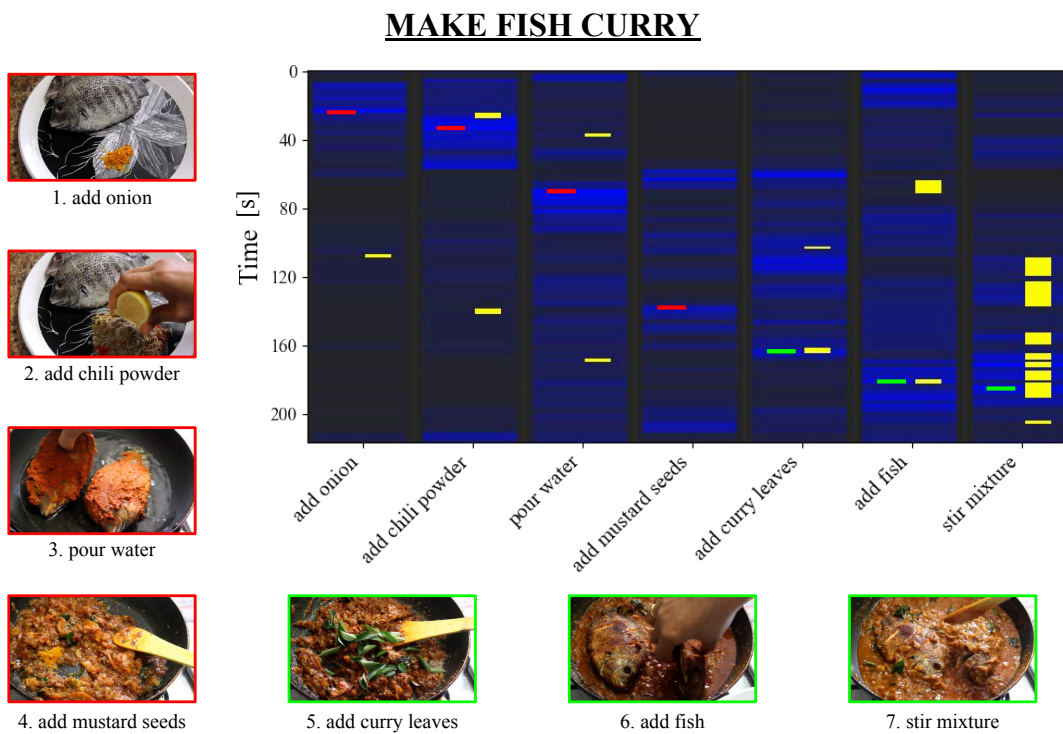 MAKE FISH CURRY
1. add onion
2. add chili powder
3. pour water
4. add mustard seeds
5. add curry leaves
6. add fish
7. stir mixture
Time [s]
0
40
80
120
160
200
add onion
add chili powder
pour water
add mustard seeds
add curry leaves
add fish
stir mixture